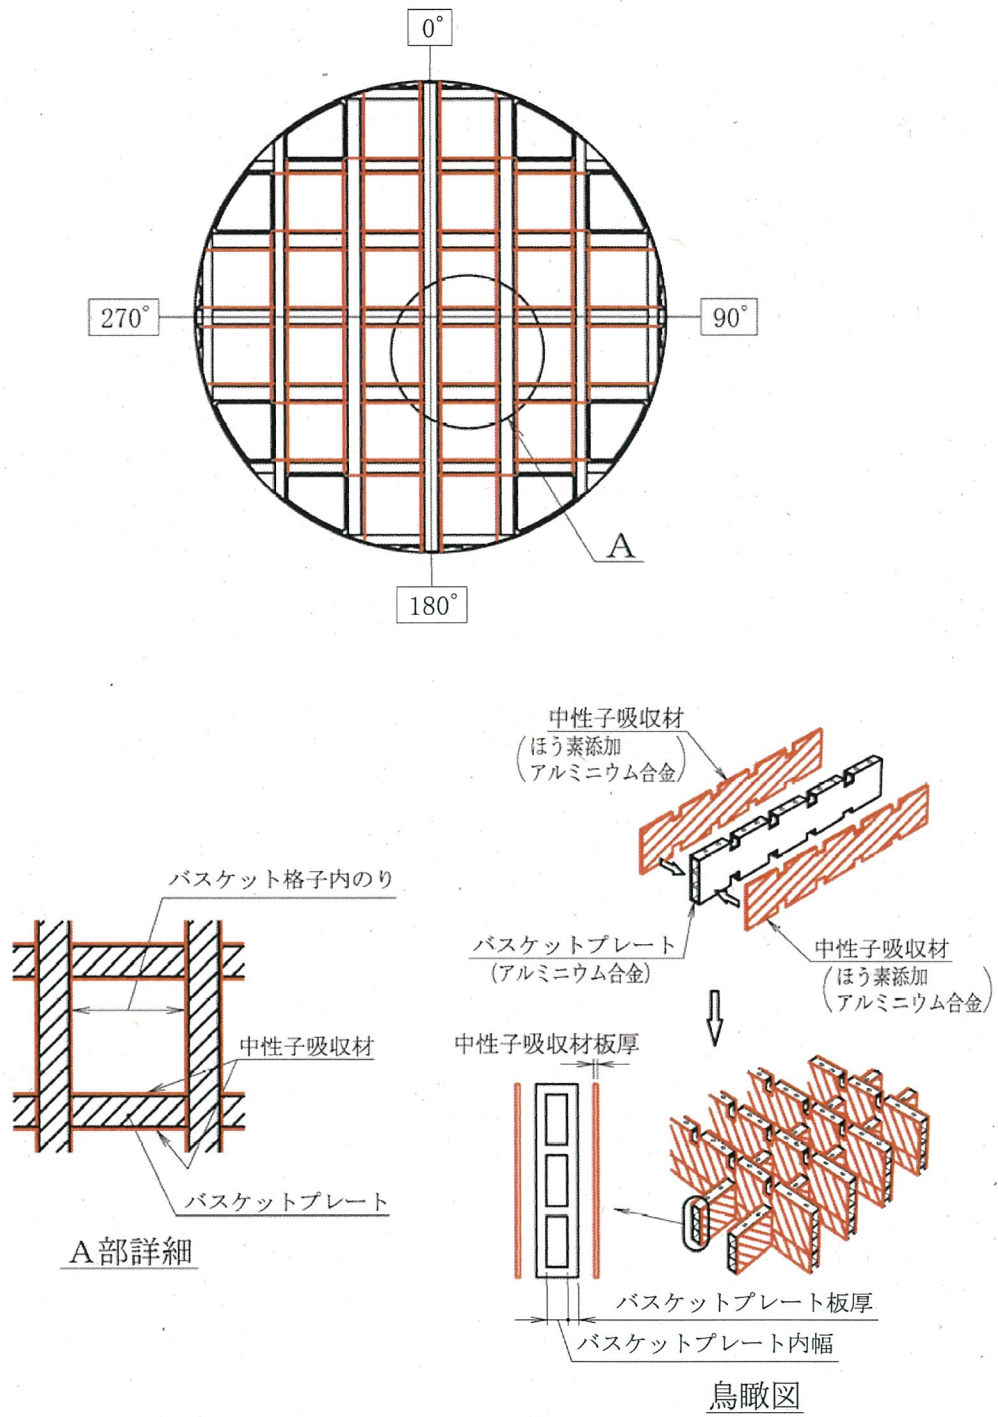 0°
270°
90°
A
180°
中性子吸収材
(ほう素添加
アルミニウム合金)
バスケット格子内のり
バスケットプレート
(アルミニウム合金)
中性子吸収材
(ほう素添加
アルミニウム合金)
中性子吸収材
中性子吸収材板厚
バスケットプレート
A部詳細
バスケットプレート板厚
バスケットプレート内幅
鳥瞰図